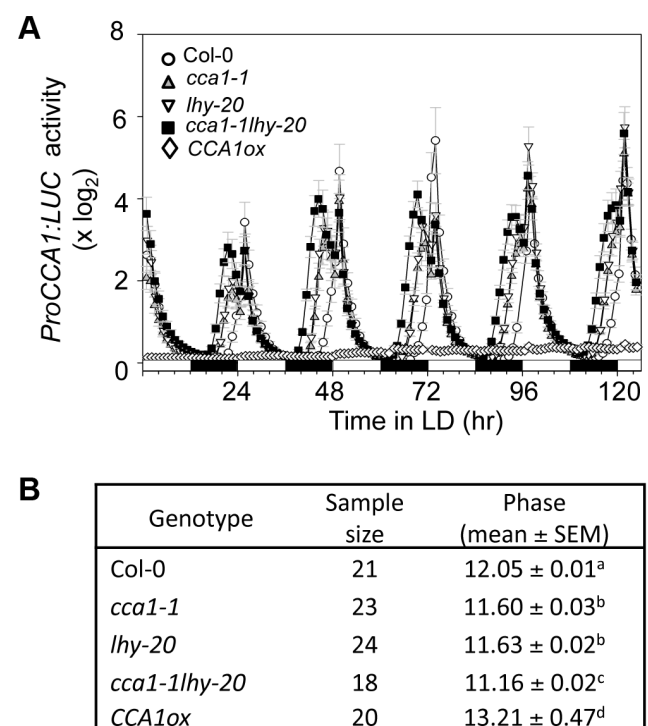 A
8
6
4
2
0
ProCCA1:LUC activity
(x log2)
Col-0
cca1-1
lhy-20
cca1-1lhy-20
CCA1ox
24 48 72 96 120
Time in LD (hr)
B
Genotype Sample size Phase (mean ± SEM)
Col-0 21 12.05 ± 0.01ᵃ
cca1-1 23 11.60 ± 0.03ᵇ
lhy-20 24 11.63 ± 0.02ᵇ
cca1-1lhy-20 18 11.16 ± 0.02ᶜ
CCA1ox 20 13.21 ± 0.47ᵈ